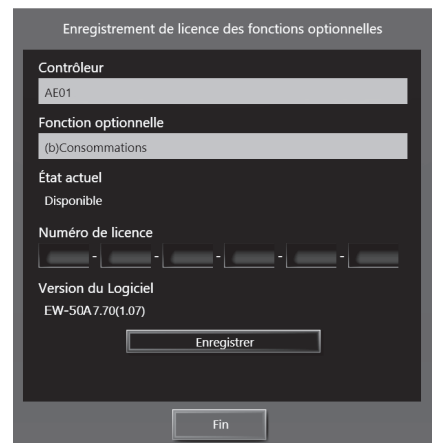 Enregistrement de licence des fonctions optionnelles
Contrôleur
AE01
Fonction optionnelle
(b)Consommations
État actuel
Disponible
Numéro de licence
- - - - -
Version du Logiciel
EW-50A 7.70(1.07)
Enregistrer
Fin